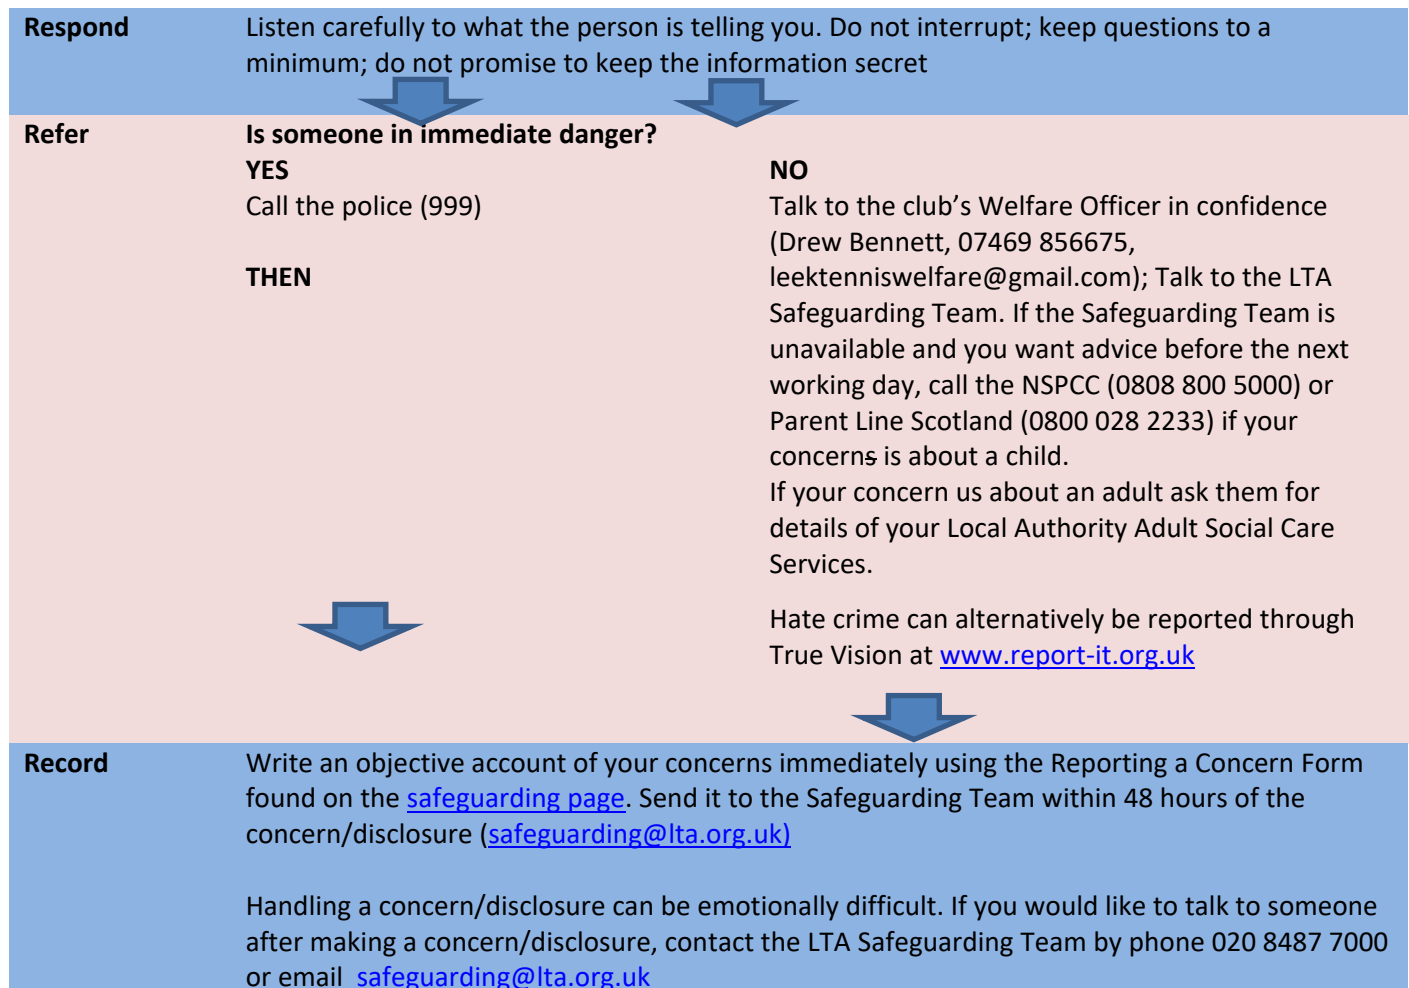 Respond
Listen carefully to what the person is telling you. Do not interrupt; keep questions to a
minimum; do not promise to keep the information secret
Refer
Is someone in immediate danger?
YES
Call the police (999)
THEN
NO
Talk to the club’s Welfare Officer in confidence
(Drew Bennett, 07469 856675,
leektenniswelfare@gmail.com); Talk to the LTA
Safeguarding Team. If the Safeguarding Team is
unavailable and you want advice before the next
working day, call the NSPCC (0808 800 5000) or
Parent Line Scotland (0800 028 2233) if your
concerns is about a child.
If your concern us about an adult ask them for
details of your Local Authority Adult Social Care
Services.
Hate crime can alternatively be reported through
True Vision at www.report-it.org.uk
Record
Write an objective account of your concerns immediately using the Reporting a Concern Form
found on the safeguarding page. Send it to the Safeguarding Team within 48 hours of the
concern/disclosure (safeguarding@lta.org.uk)
Handling a concern/disclosure can be emotionally difficult. If you would like to talk to someone
after making a concern/disclosure, contact the LTA Safeguarding Team by phone 020 8487 7000
or email safeguarding@lta.org.uk